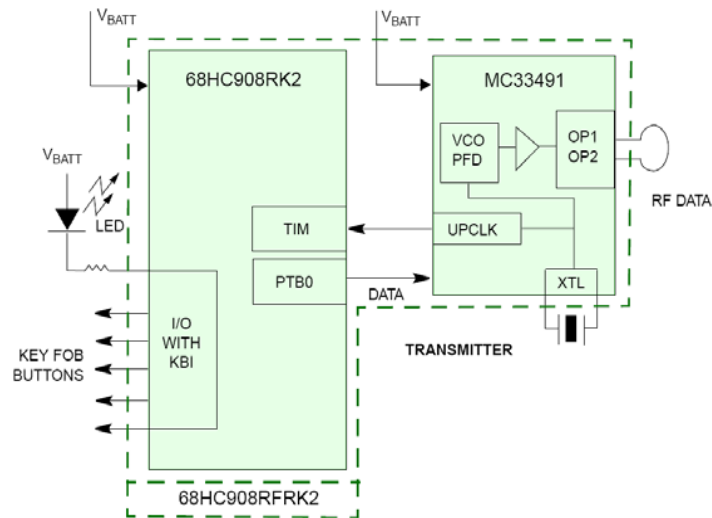 VBATT
VBATT
68HC908RK2
MC33491
VCO
PFD
OP1
OP2
VBATT
LED
RF DATA
TIM
UPCLK
PTB0
DATA
XTL
I/O
WITH
KBI
KEY FOB
BUTTONS
TRANSMITTER
68HC908RFRK2